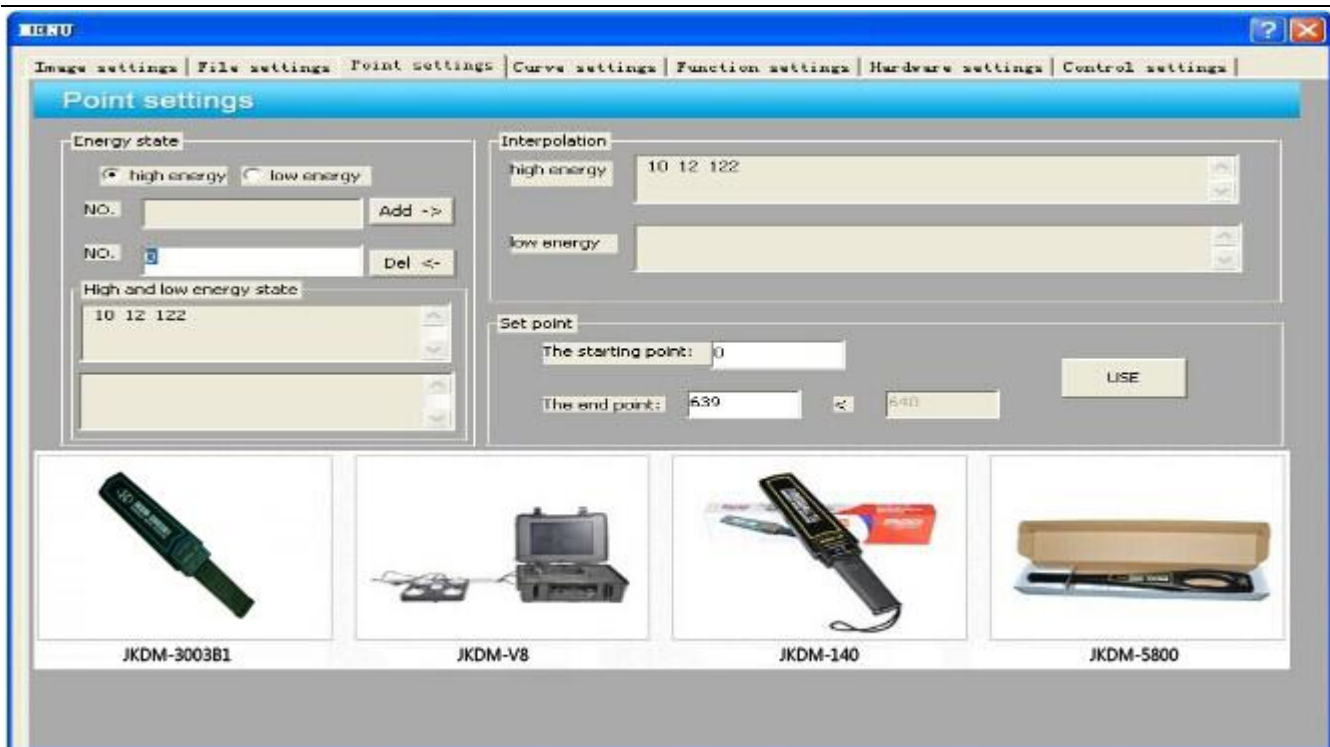 MENU
Image settings File settings Point settings Curve settings Function settings Hardware settings Control settings
Point settings
Energy state
high energy low energy
NO. Add ->
NO. 0 Del <-
High and low energy state
10 12 122
Interpolation
high energy 10 12 122
low energy
Set point
The starting point: 0
The end point: 639 < 640
USE
JKDM-3003B1 JKDM-V8 JKDM-140 JKDM-5800